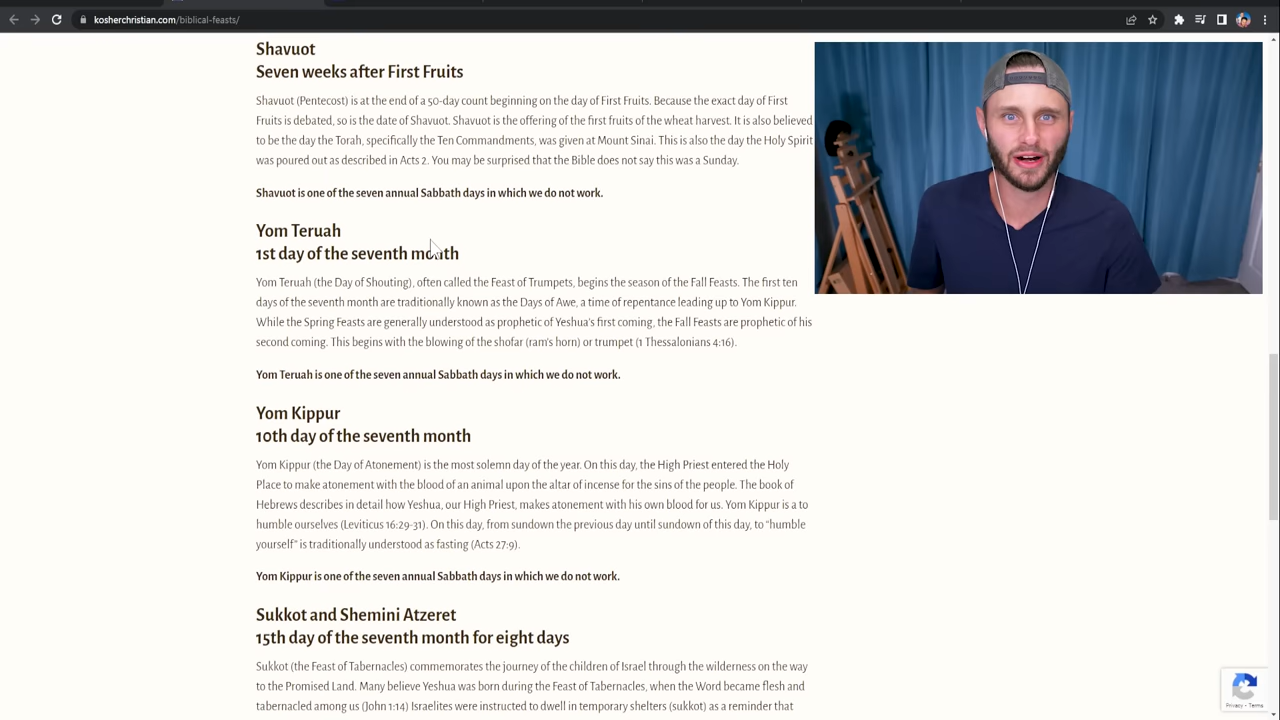 kosherchristian.com/biblical-feasts/
Shavuot
Seven weeks after First Fruits
Shavuot (Pentecost) is at the end of a 50-day count beginning on the day of First Fruits. Because the exact day of First
Fruits is debated, so is the date of Shavuot. Shavuot is the offering of the first fruits of the wheat harvest. It is also believed
to be the day the Torah, specifically the Ten Commandments, was given at Mount Sinai. This is also the day the Holy Spirit
was poured out as described in Acts 2. You may be surprised that the Bible does not say this was a Sunday.
Shavuot is one of the seven annual Sabbath days in which we do not work.
Yom Teruah
1st day of the seventh month
Yom Teruah (the Day of Shouting), often called the Feast of Trumpets, begins the season of the Fall Feasts. The first ten
days of the seventh month are traditionally known as the Days of Awe, a time of repentance leading up to Yom Kippur.
While the Spring Feasts are generally understood as prophetic of Yeshua's first coming, the Fall Feasts are prophetic of his
second coming. This begins with the blowing of the shofar (ram's horn) or trumpet (1 Thessalonians 4:16).
Yom Teruah is one of the seven annual Sabbath days in which we do not work.
Yom Kippur
10th day of the seventh month
Yom Kippur (the Day of Atonement) is the most solemn day of the year. On this day, the High Priest entered the Holy
Place to make atonement with the blood of an animal upon the altar of incense for the sins of the people. The book of
Hebrews describes in detail how Yeshua, our High Priest, makes atonement with his own blood for us. Yom Kippur is a to
humble ourselves (Leviticus 16:29-31). On this day, from sundown the previous day until sundown of this day, to "humble
yourself" is traditionally understood as fasting (Acts 27:9).
Yom Kippur is one of the seven annual Sabbath days in which we do not work.
Sukkot and Shemini Atzeret
15th day of the seventh month for eight days
Sukkot (the Feast of Tabernacles) commemorates the journey of the children of Israel through the wilderness on the way
to the Promised Land. Many believe Yeshua was born during the Feast of Tabernacles, when the Word became flesh and
tabernacled among us (John 1:14) Israelites were instructed to dwell in temporary shelters (sukkot) as a reminder that
Privacy - Terms